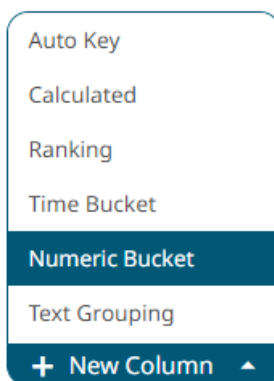 Auto Key
Calculated
Ranking
Time Bucket
Numeric Bucket
Text Grouping
+ New Column